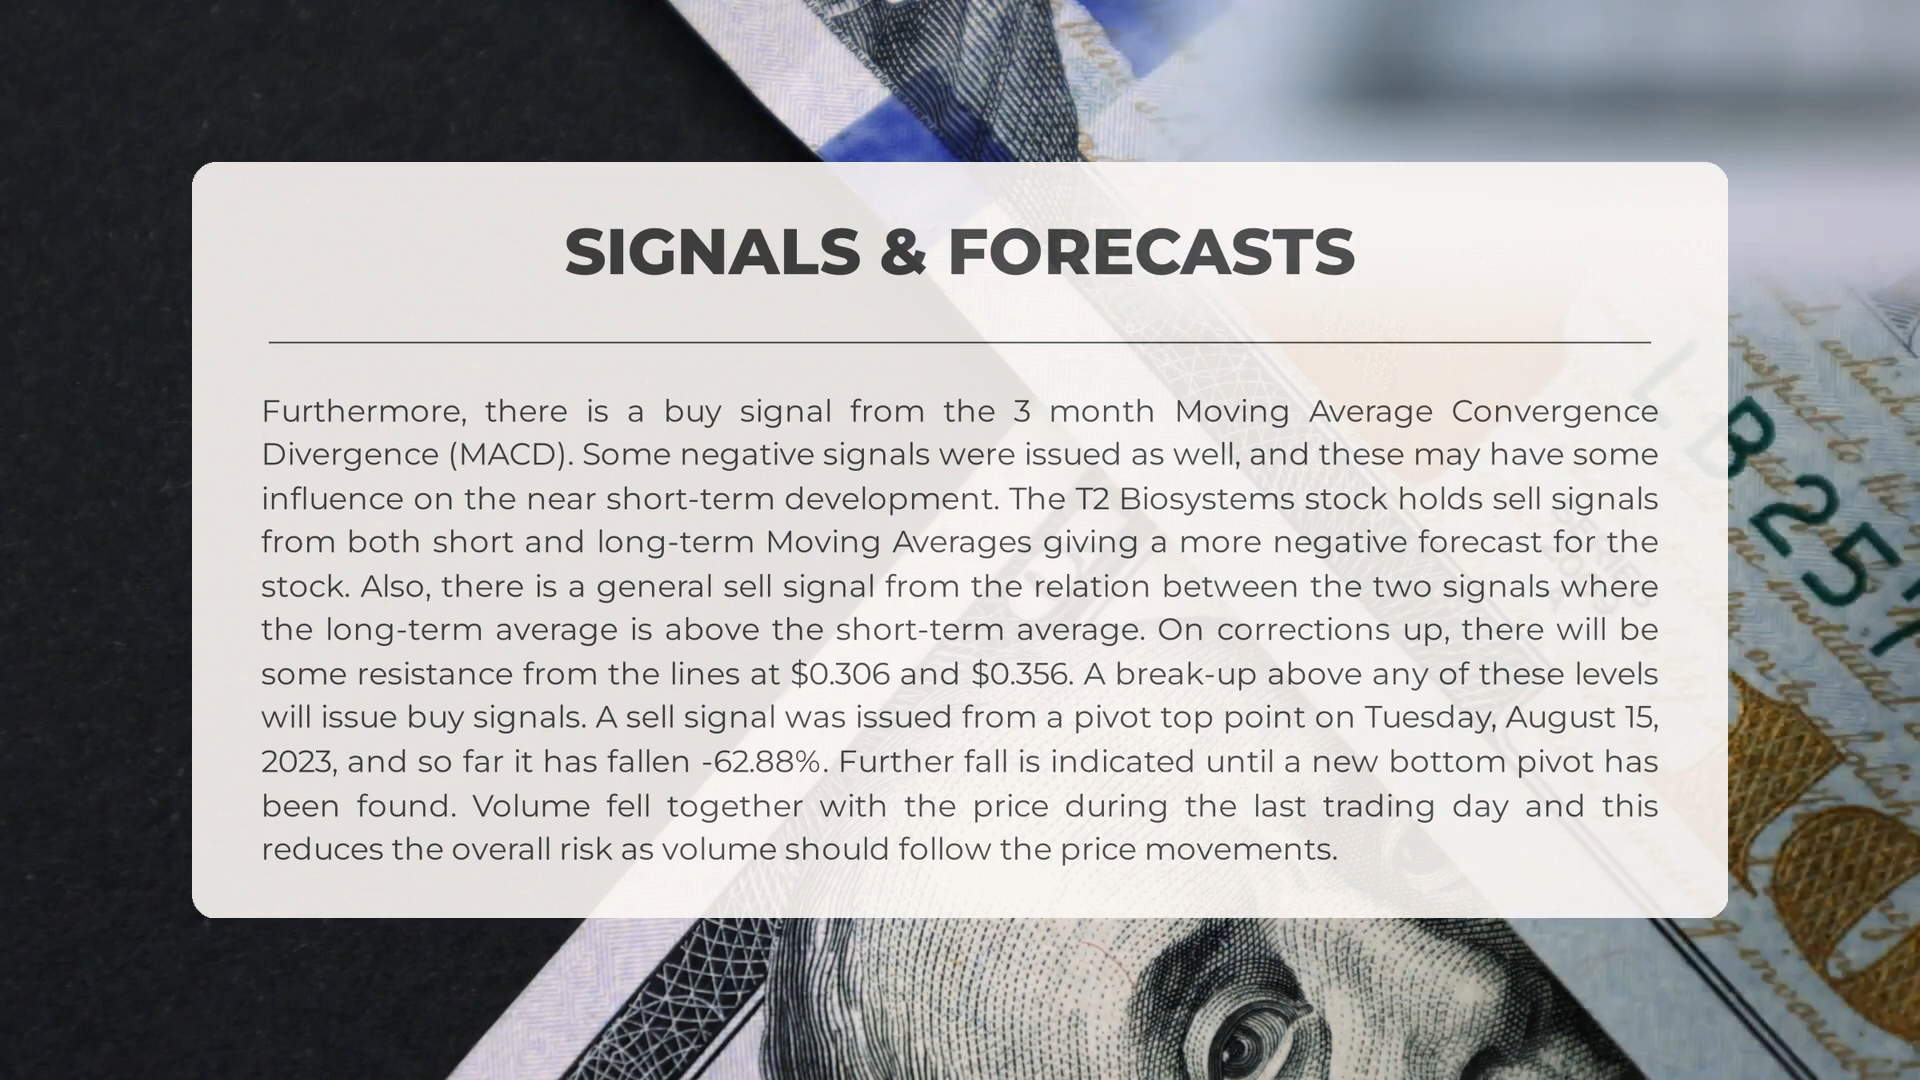 SIGNALS & FORECASTS
Furthermore, there is a buy signal from the 3 month Moving Average Convergence
Divergence (MACD). Some negative signals were issued as well, and these may have some
influence on the near short-term development. The T2 Biosystems stock holds sell signals
from both short and long-term Moving Averages giving a more negative forecast for the
stock. Also, there is a general sell signal from the relation between the two signals where
the long-term average is above the short-term average. On corrections up, there will be
some resistance from the lines at $0.306 and $0.356. A break-up above any of these levels
will issue buy signals. A sell signal was issued from a pivot top point on Tuesday, August 15,
2023, and so far it has fallen -62.88%. Further fall is indicated until a new bottom pivot has
been found. Volume fell together with the price during the last trading day and this
reduces the overall risk as volume should follow the price movements.